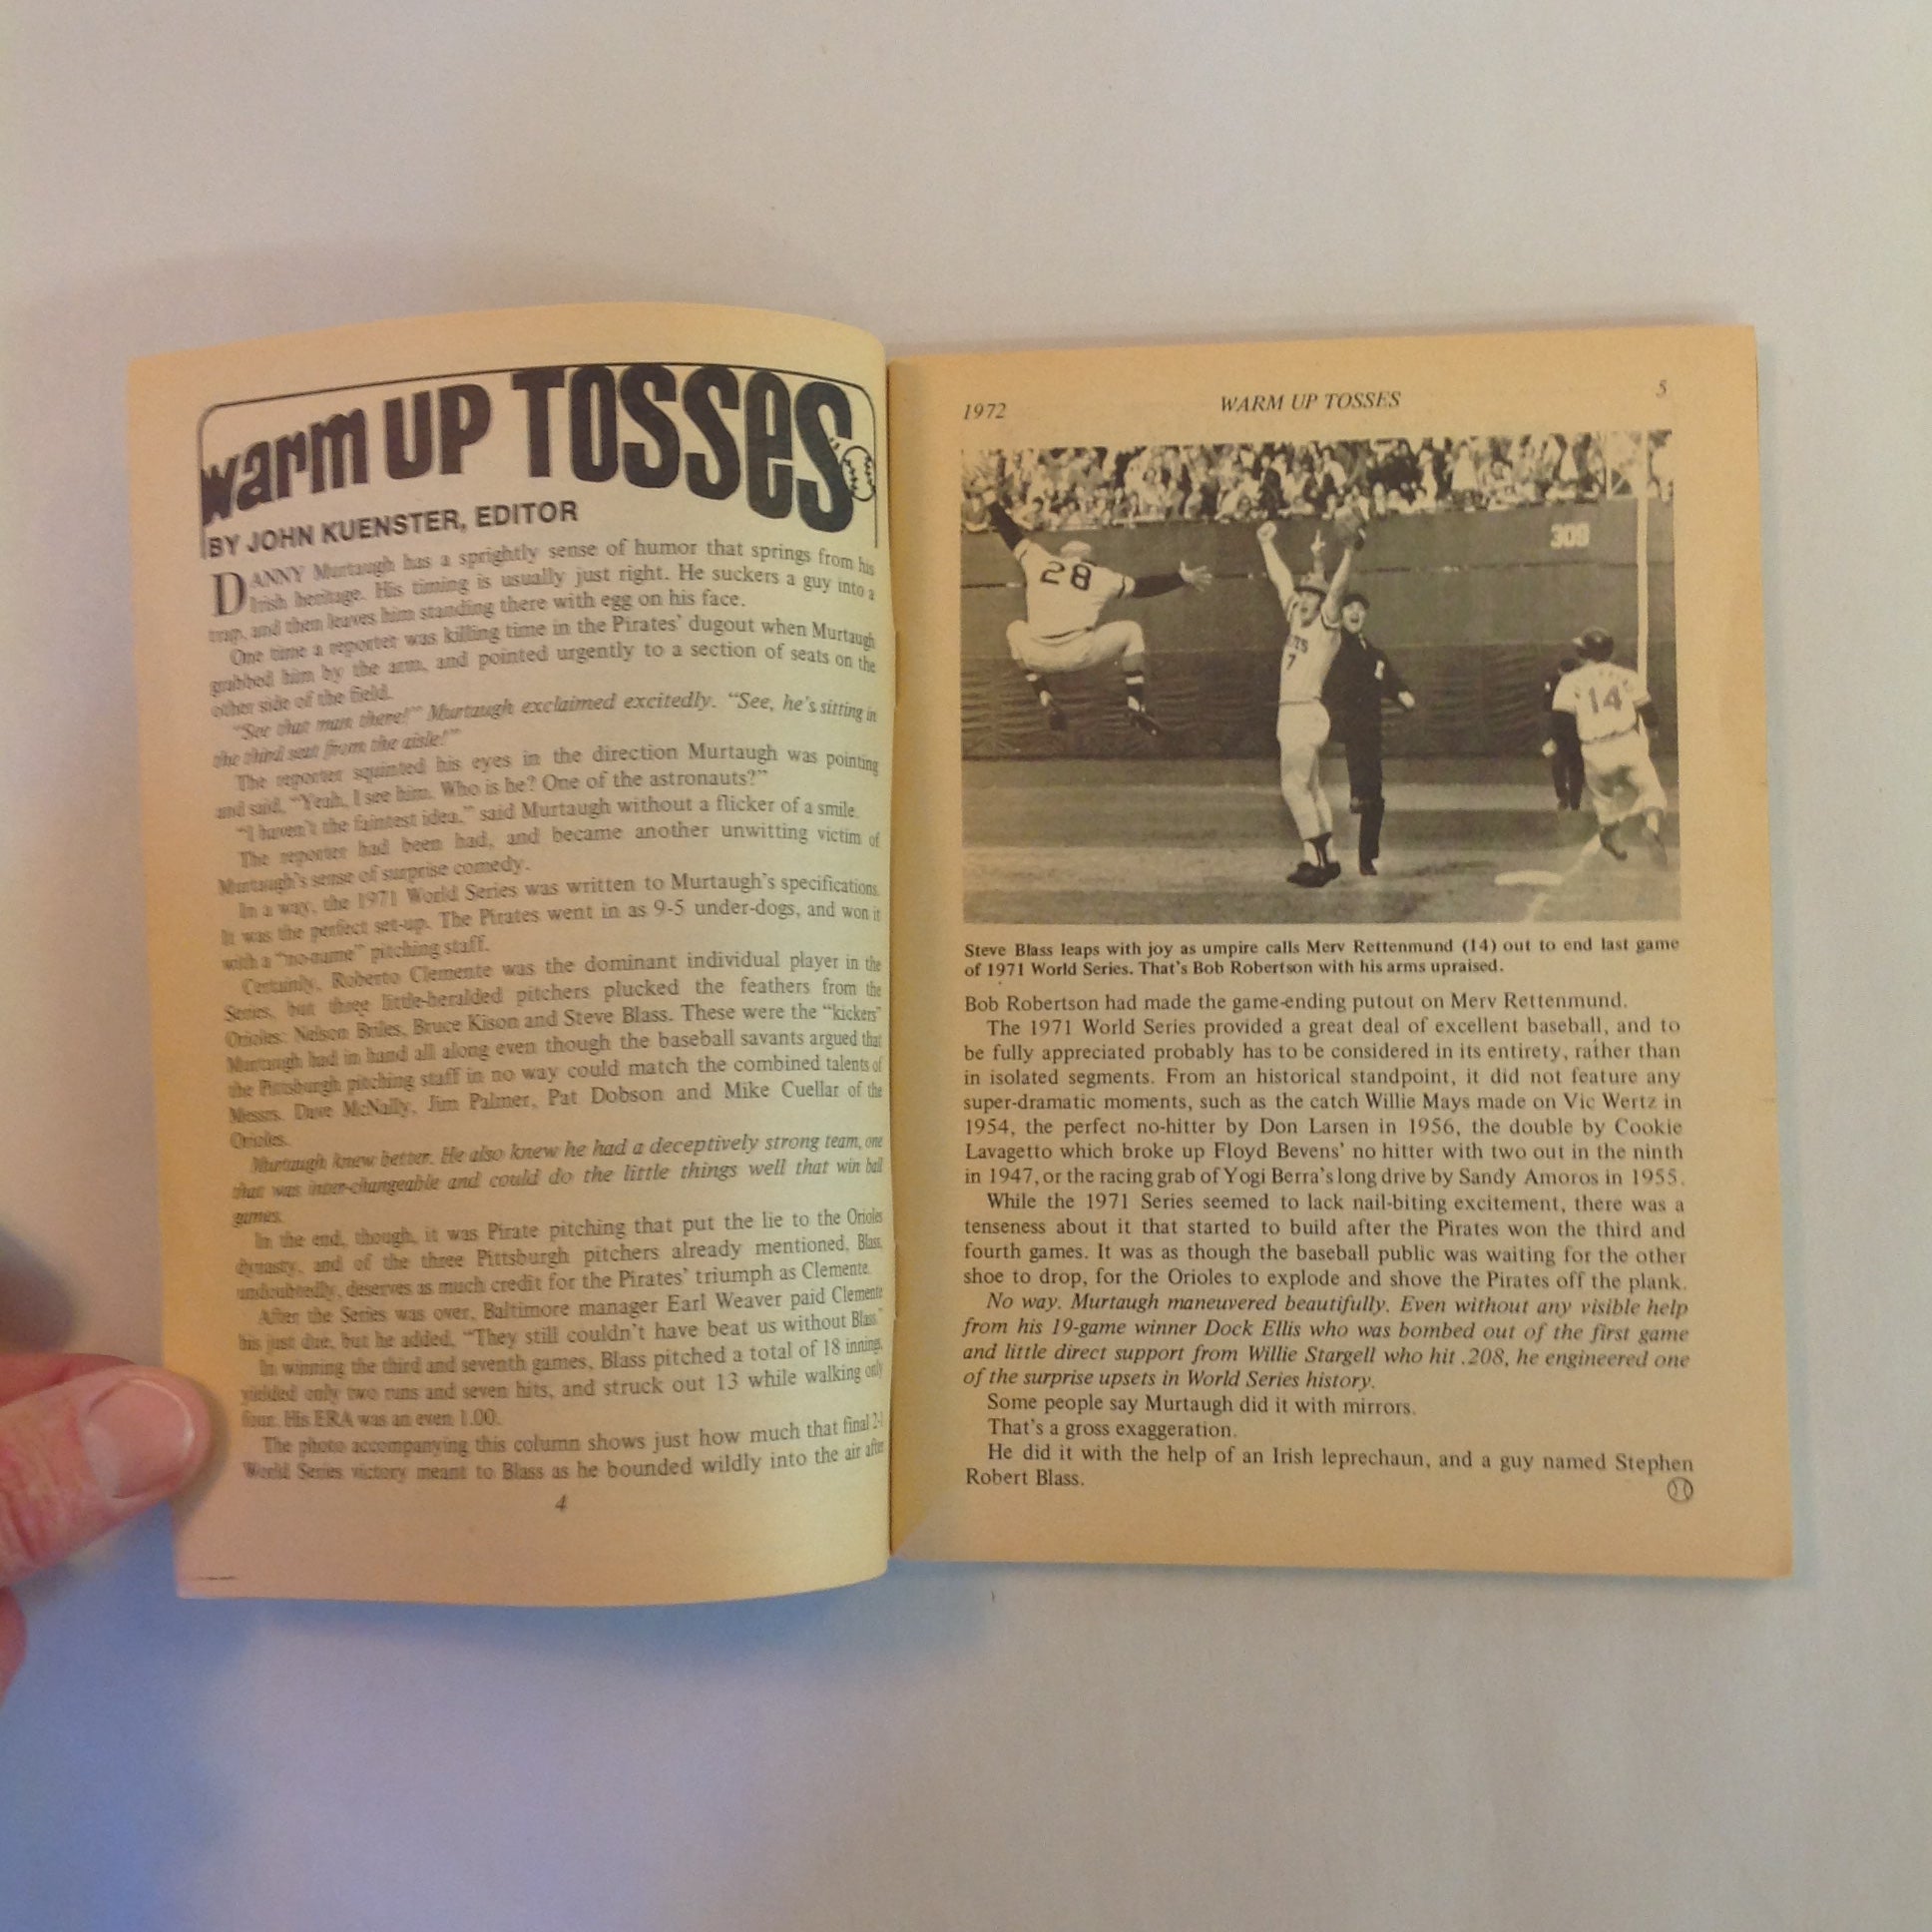 warm UP TOSSes
BY JOHN KUENSTER, EDITOR
DANNY Murtaugh has a sprightly sense of humor that springs from his
Irish heritage. His timing is usually just right. He suckers a guy into a
trap, and them leaves him standing there with egg on his face.
One time a reporter was killing time in the Pirates' dugout when Murtaugh
grabbed him by the arm, and pointed urgently to a section of seats on the
other side of the field.
"See that man there!" Murtaugh exclaimed excitedly. "See, he's sitting in
the third seat from the aisle!"
The reporter squinted his eyes in the direction Murtaugh was pointing
and said, "Yeah, I see him. Who is he? One of the astronauts?"
"I haven't the faintest idea," said Murtaugh without a flicker of a smile.
The reporter had been had, and became another unwitting victim of
Murtaugh's sense of surprise comedy.
In a way, the 1971 World Series was written to Murtaugh's specifications.
It was the perfect set-up. The Pirates went in as 9-5 under-dogs, and won it
with a "no-name" pitching staff.
Certainly, Roberto Clemente was the dominant individual player in the
Series, but three little-heralded pitchers plucked the feathers from the
Orioles: Nelson Briles, Bruce Kison and Steve Blass. These were the "kickers"
Murtaugh had in hand all along even though the baseball savants argued that
the Pittsburgh pitching staff in no way could match the combined talents of
Messrs. Dave McNally, Jim Palmer, Pat Dobson and Mike Cuellar of the
Orioles.
Murtaugh knew better. He also knew he had a deceptively strong team, one
that was inter-changeable and could do the little things well that win ball
games.
In the end, though, it was Pirate pitching that put the lie to the Orioles
dynasty, and of the three Pittsburgh pitchers already mentioned, Blass,
undoubtedly, deserves as much credit for the Pirates' triumph as Clemente.
After the Series was over, Baltimore manager Earl Weaver paid Clemente
his just due, but he added, "They still couldn't have beat us without Blass."
In winning the third and seventh games, Blass pitched a total of 18 innings,
yielded only two runs and seven hits, and struck out 13 while walking only
four. His ERA was an even 1.00.
The photo accompanying this column shows just how much that final 2-1
World Series victory meant to Blass as he bounded wildly into the air after
4
1972 WARM UP TOSSES 5
308
28
7
14
Steve Blass leaps with joy as umpire calls Merv Rettenmund (14) out to end last game
of 1971 World Series. That's Bob Robertson with his arms upraised.
Bob Robertson had made the game-ending putout on Merv Rettenmund.
The 1971 World Series provided a great deal of excellent baseball, and to
be fully appreciated probably has to be considered in its entirety, rather than
in isolated segments. From an historical standpoint, it did not feature any
super-dramatic moments, such as the catch Willie Mays made on Vic Wertz in
1954, the perfect no-hitter by Don Larsen in 1956, the double by Cookie
Lavagetto which broke up Floyd Bevens' no hitter with two out in the ninth
in 1947, or the racing grab of Yogi Berra's long drive by Sandy Amoros in 1955.
While the 1971 Series seemed to lack nail-biting excitement, there was a
tenseness about it that started to build after the Pirates won the third and
fourth games. It was as though the baseball public was waiting for the other
shoe to drop, for the Orioles to explode and shove the Pirates off the plank.
No way. Murtaugh maneuvered beautifully. Even without any visible help
from his 19-game winner Dock Ellis who was bombed out of the first game
and little direct support from Willie Stargell who hit .208, he engineered one
of the surprise upsets in World Series history.
Some people say Murtaugh did it with mirrors.
That's a gross exaggeration.
He did it with the help of an Irish leprechaun, and a guy named Stephen
Robert Blass.